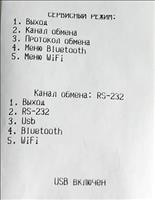 СЕРВИСНЫЙ РЕЖИМ:
1. Выход
2. Канал обмена
3. Протокол обмена
4. Меню Bluetooth
5. Меню WiFi
Канал обмена: RS-232
1. Выход
2. RS-232
3. Usb
4. Bluetooth
5. WiFi
USB ВКЛЮЧЕН